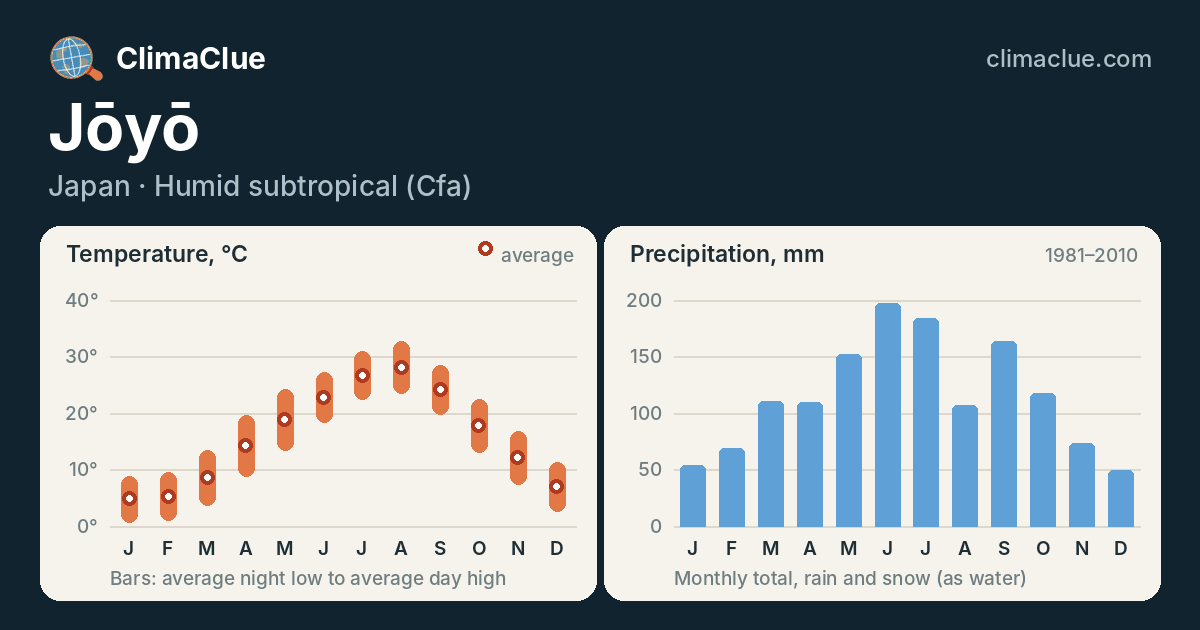 ClimaClue
climaclue.com
Jōyō
Japan · Humid subtropical (Cfa)
Temperature, °C
average
40°
30°
20°
10°
0°
J F M A M J J A S O N D
Bars: average night low to average day high
Precipitation, mm
1981–2010
200
150
100
50
0
J F M A M J J A S O N D
Monthly total, rain and snow (as water)